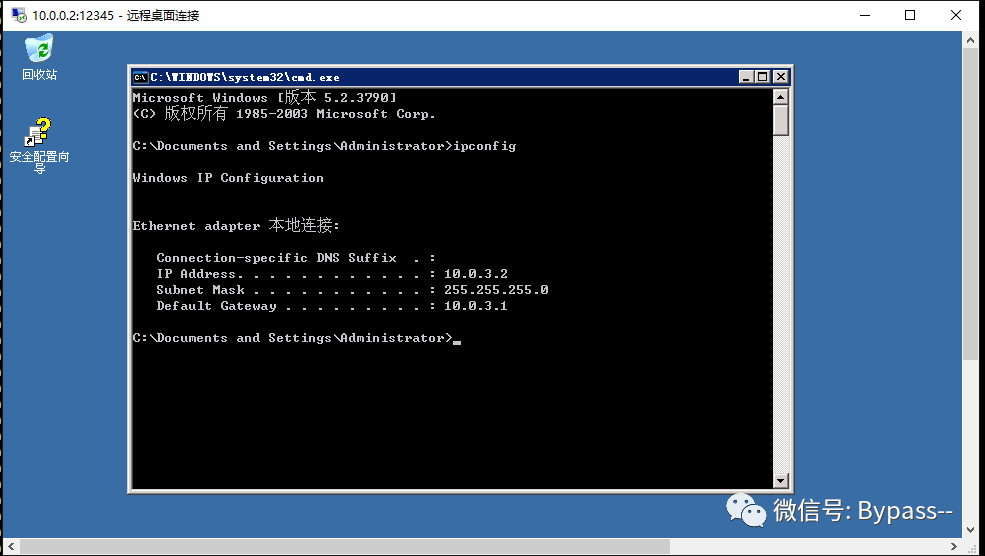 10.0.0.2:12345 - 远程桌面连接
回收站
安全配置向
导
C:\WINDOWS\system32\cmd.exe
Microsoft Windows [版本 5.2.3790]
(C) 版权所有 1985-2003 Microsoft Corp.
C:\Documents and Settings\Administrator>ipconfig
Windows IP Configuration
Ethernet adapter 本地连接:
Connection-specific DNS Suffix  . :
IP Address. . . . . . . . . . . . : 10.0.3.2
Subnet Mask . . . . . . . . . . . : 255.255.255.0
Default Gateway . . . . . . . . . : 10.0.3.1
C:\Documents and Settings\Administrator>_
微信号: Bypass--